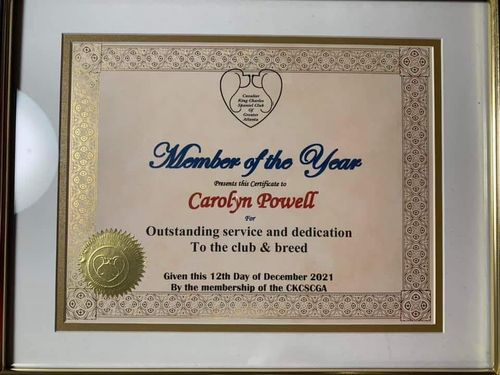 Cavalier
King Charles
Spaniel Club
Of
Greater
Atlanta
Member of the Year
Presents this Certificate to
Carolyn Powell
For
Outstanding service and dedication
To the club & breed
Given this 12th Day of December 2021
By the membership of the CKCSCGA